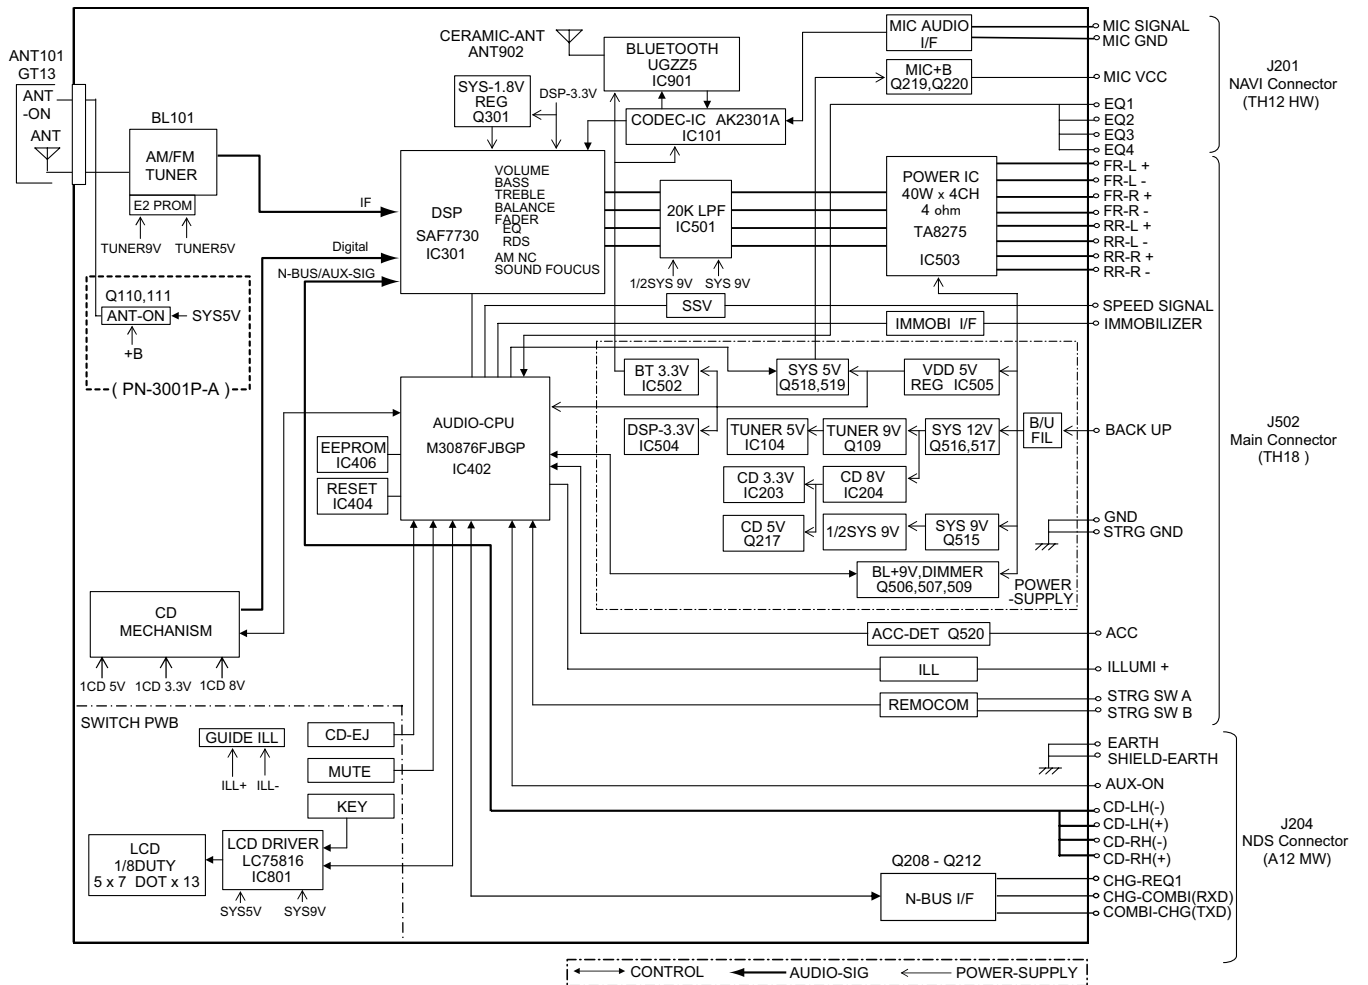 ANT101
GT13
ANT
-ON
ANT
BL101
AM/FM
TUNER
E2 PROM
TUNER9V
TUNER5V
Q110,111
ANT-ON
SYS5V
+B
( PN-3001P-A )
CERAMIC-ANT
ANT902
BLUETOOTH
UGZZ5
IC901
SYS-1.8V
REG
Q301
DSP-3.3V
CODEC-IC AK2301A
IC101
MIC AUDIO
I/F
MIC+B
Q219,Q220
IF
Digital
N-BUS/AUX-SIG
DSP
SAF7730
IC301
VOLUME
BASS
TREBLE
BALANCE
FADER
EQ
RDS
AM NC
SOUND FOUCUS
20K LPF
IC501
1/2SYS 9V
SYS 9V
POWER IC
40W x 4CH
4 ohm
TA8275
IC503
SSV
IMMOBI I/F
BT 3.3V
IC502
SYS 5V
Q518,519
VDD 5V
REG IC505
DSP-3.3V
IC504
TUNER 5V
IC104
TUNER 9V
Q109
SYS 12V
Q516,517
B/U
FIL
CD 3.3V
IC203
CD 8V
IC204
CD 5V
Q217
1/2SYS 9V
SYS 9V
Q515
BL+9V,DIMMER
Q506,507,509
POWER
-SUPPLY
AUDIO-CPU
M30876FJBGP
IC402
EEPROM
IC406
RESET
IC404
CD
MECHANISM
1CD 5V
1CD 3.3V
1CD 8V
ACC-DET Q520
ILL
REMOCOM
SWITCH PWB
GUIDE ILL
ILL+
ILL-
CD-EJ
MUTE
KEY
LCD
1/8DUTY
5 x 7 DOT x 13
LCD DRIVER
LC75816
IC801
SYS5V
SYS9V
Q208 - Q212
N-BUS I/F
MIC SIGNAL
MIC GND
MIC VCC
EQ1
EQ2
EQ3
EQ4
J201
NAVI Connector
(TH12 HW)
FR-L +
FR-L -
FR-R +
FR-R -
RR-L +
RR-L -
RR-R +
RR-R -
SPEED SIGNAL
IMMOBILIZER
BACK UP
GND
STRG GND
ACC
ILLUMI +
STRG SW A
STRG SW B
J502
Main Connector
(TH18 )
EARTH
SHIELD-EARTH
AUX-ON
CD-LH(-)
CD-LH(+)
CD-RH(-)
CD-RH(+)
CHG-REQ1
CHG-COMBI(RXD)
COMBI-CHG(TXD)
J204
NDS Connector
(A12 MW)
CONTROL
AUDIO-SIG
POWER-SUPPLY